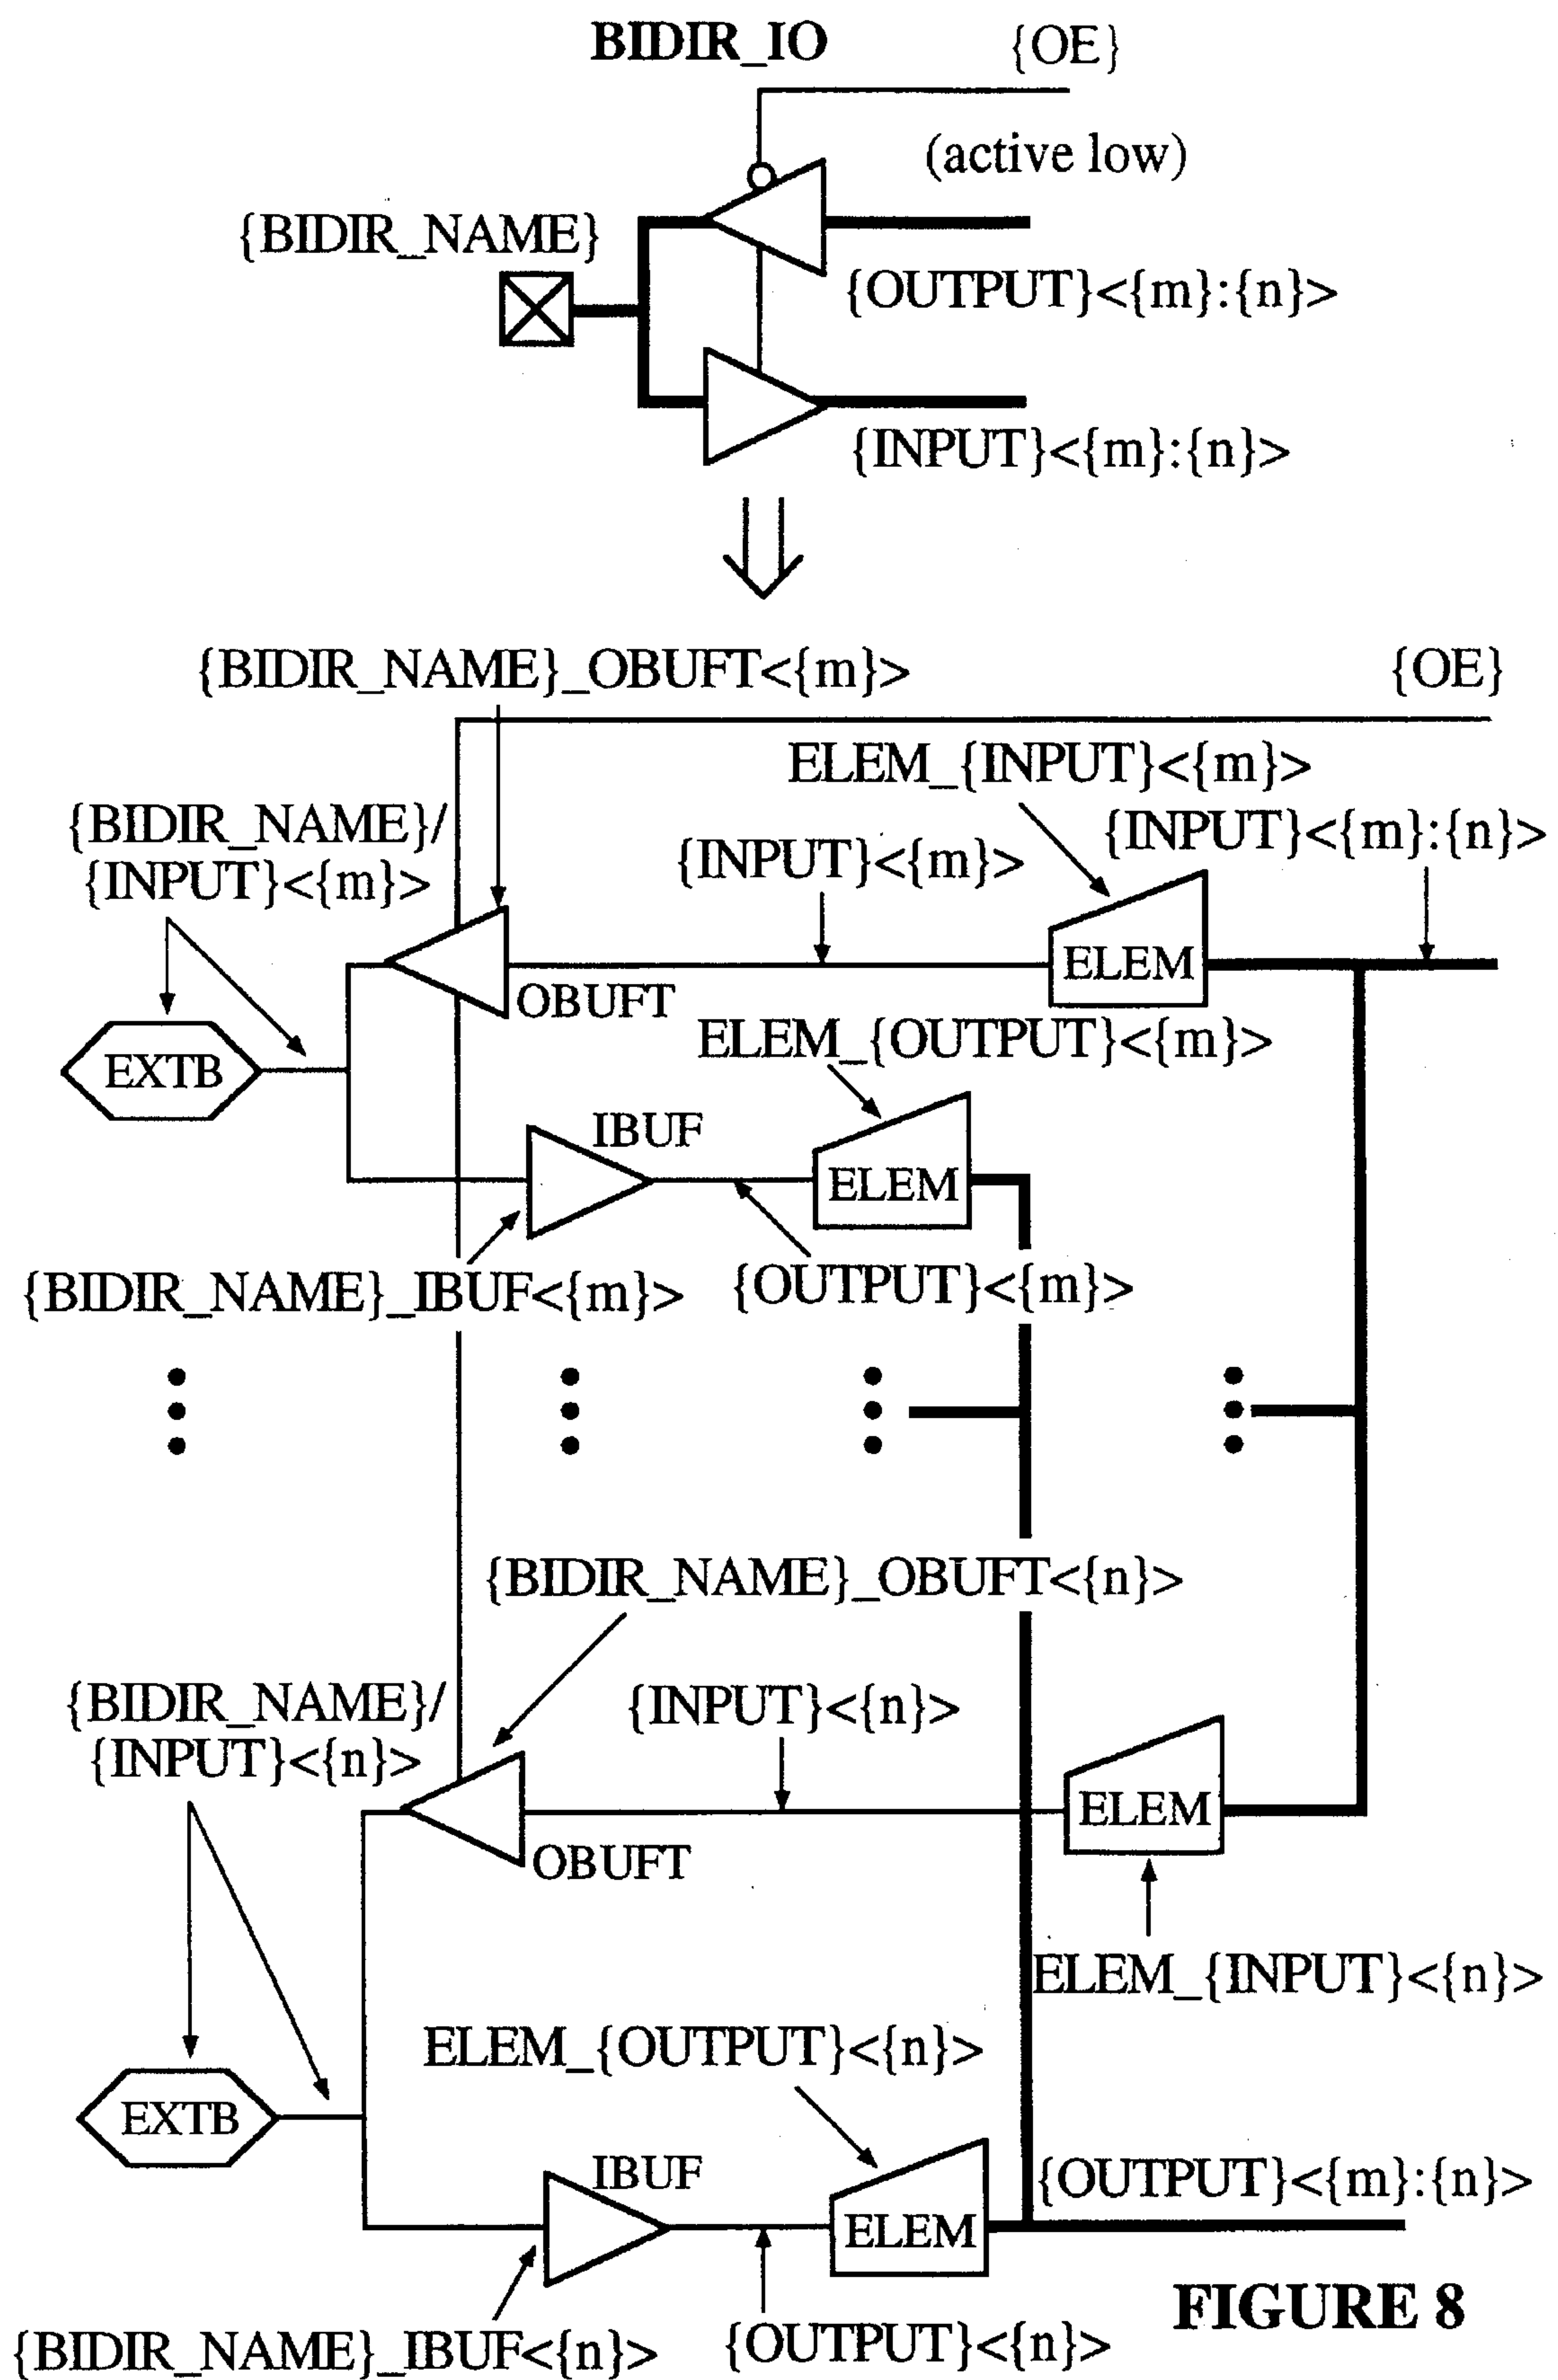 BIDIR_IO
{OE}
(active low)
{BIDIR_NAME}
{OUTPUT}<{m}:{n}>
{INPUT}<{m}:{n}>
{BIDIR_NAME}_OBUFT<{m}>
{OE}
ELEM_{INPUT}<{m}>
{BIDIR_NAME}/
{INPUT}<{m}>
{INPUT}<{m}>
{INPUT}<{m}:{n}>
ELEM
OBUFT
ELEM_{OUTPUT}<{m}>
EXTB
IBUF
ELEM
{BIDIR_NAME}_IBUF<{m}>
{OUTPUT}<{m}>
{BIDIR_NAME}_OBUFT<{n}>
{BIDIR_NAME}/
{INPUT}<{n}>
{INPUT}<{n}>
ELEM
OBUFT
ELEM_{INPUT}<{n}>
ELEM_{OUTPUT}<{n}>
EXTB
IBUF
{OUTPUT}<{m}:{n}>
ELEM
FIGURE 8
{BIDIR_NAME}_IBUF<{n}>
{OUTPUT}<{n}>